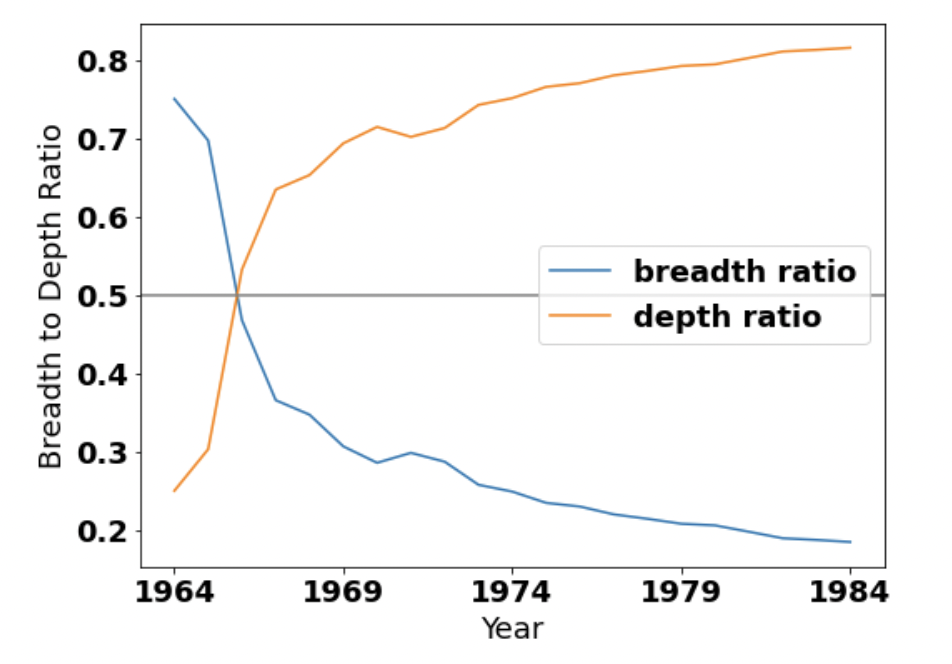 Breadth to Depth Ratio
0.8
0.7
0.6
0.5
0.4
0.3
0.2
breadth ratio
depth ratio
1964 1969 1974 1979 1984
Year